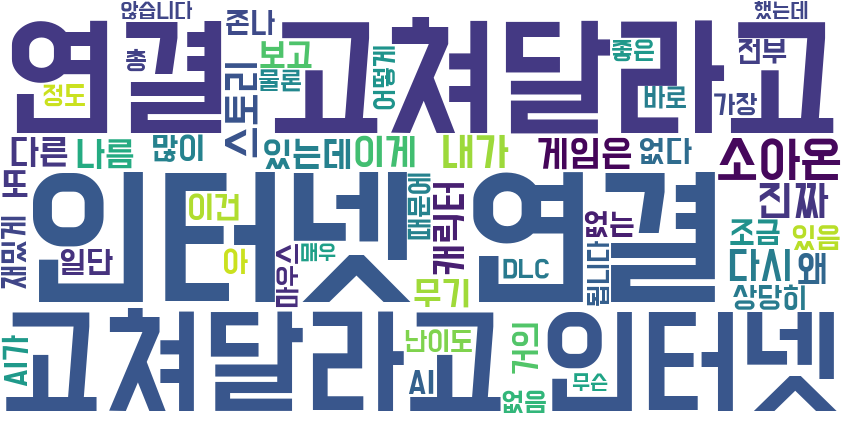 않습니다 존나 했는데
연결 고쳐달라고
총 보고 물론 어떻게 좋은 전부
정도 스토리 바로 가장
다른 나름 많이 있는데 이게 내가 게임은 없다 소아온
또 인터넷 연결 진짜
이건 때문에 캐릭터 없는 조금 있음
재밌게 일단 아 마우스 매우 DLC 됩니다 다시 왜
무기 상당히
고쳐달라고 인터넷
AI가 난이도 거의
AI 무슨
없음